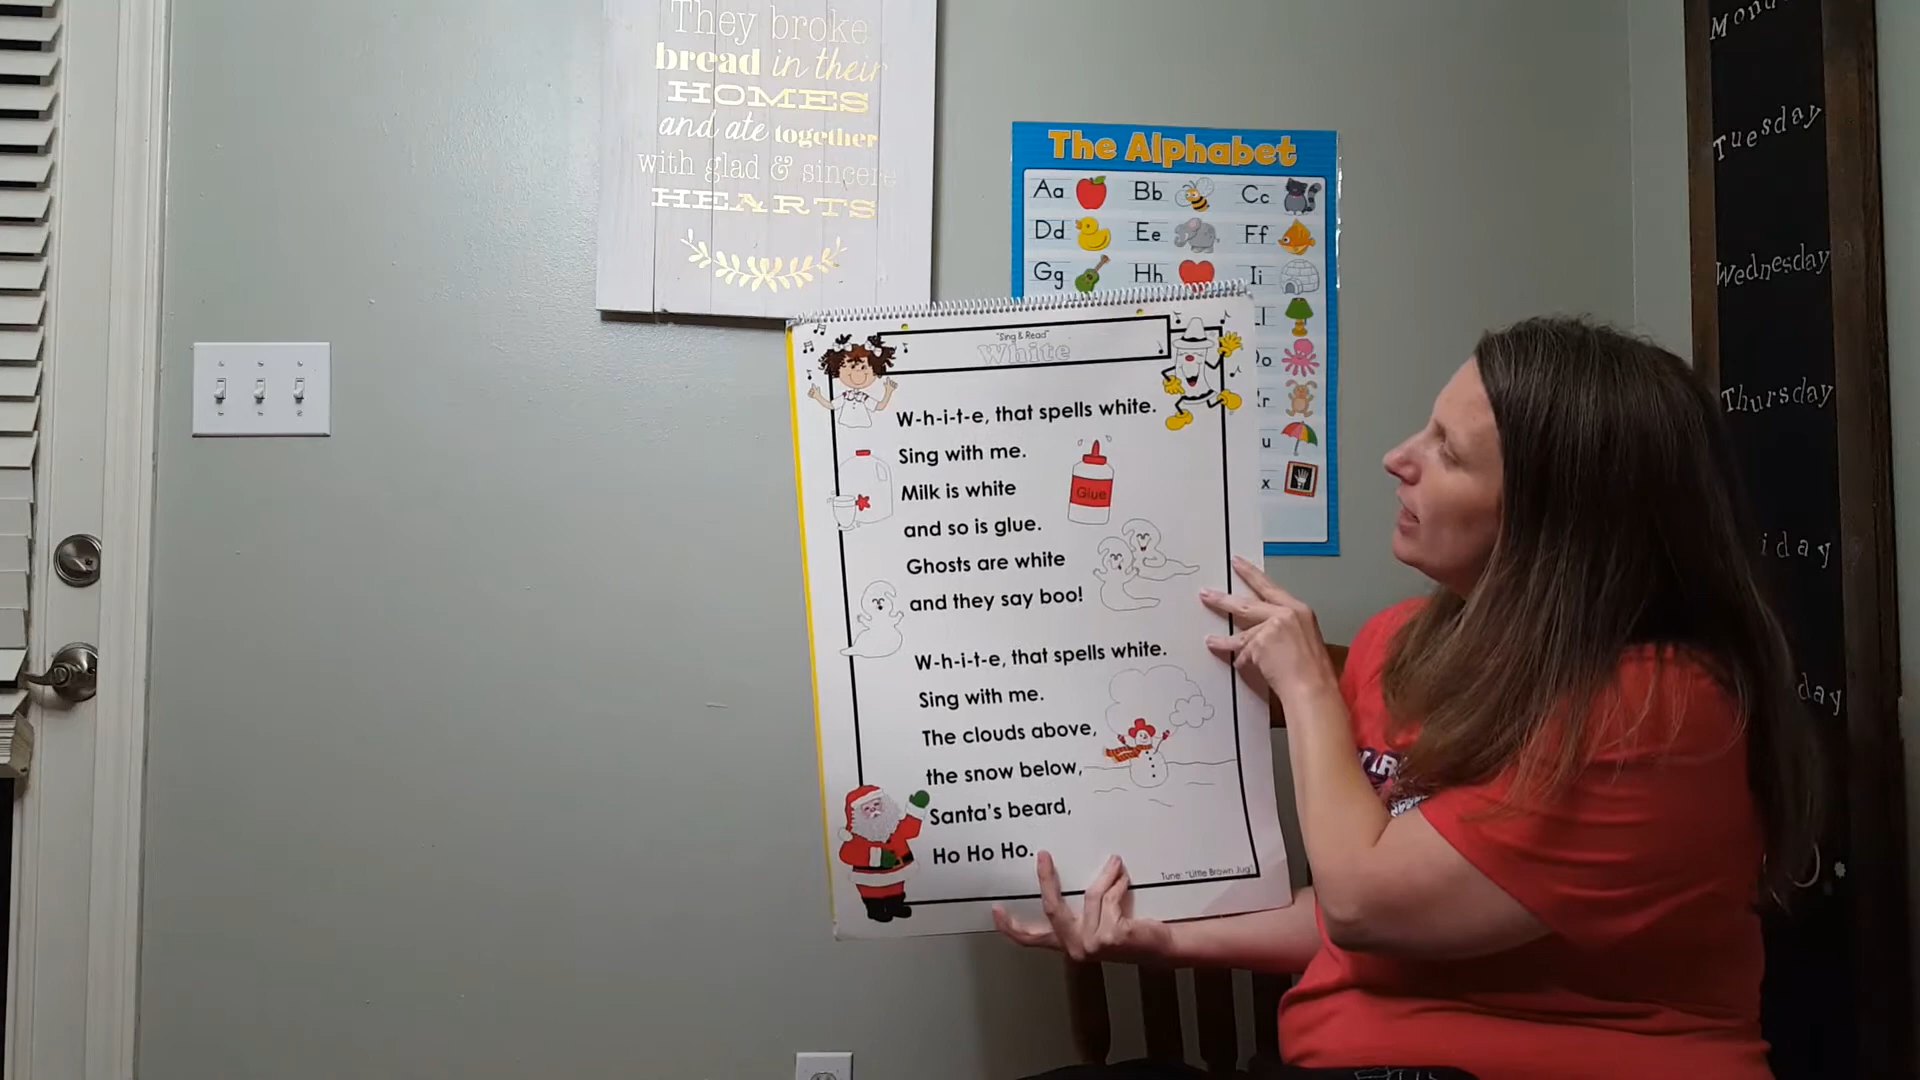 They broke
bread in their
HOMES
and ate together
with glad & sincere
HEARTS
The Alphabet
Aa Bb Cc
Dd Ee Ff
Gg Hh Ii
"Sing & Read"
White
W-h-i-t-e, that spells white.
Sing with me.
Milk is white
and so is glue.
Ghosts are white
and they say boo!
W-h-i-t-e, that spells white.
Sing with me.
The clouds above,
the snow below,
Santa's beard,
Ho Ho Ho.
Tune: "Little Brown Jug"
Glue
Tuesday
Wednesday
Thursday